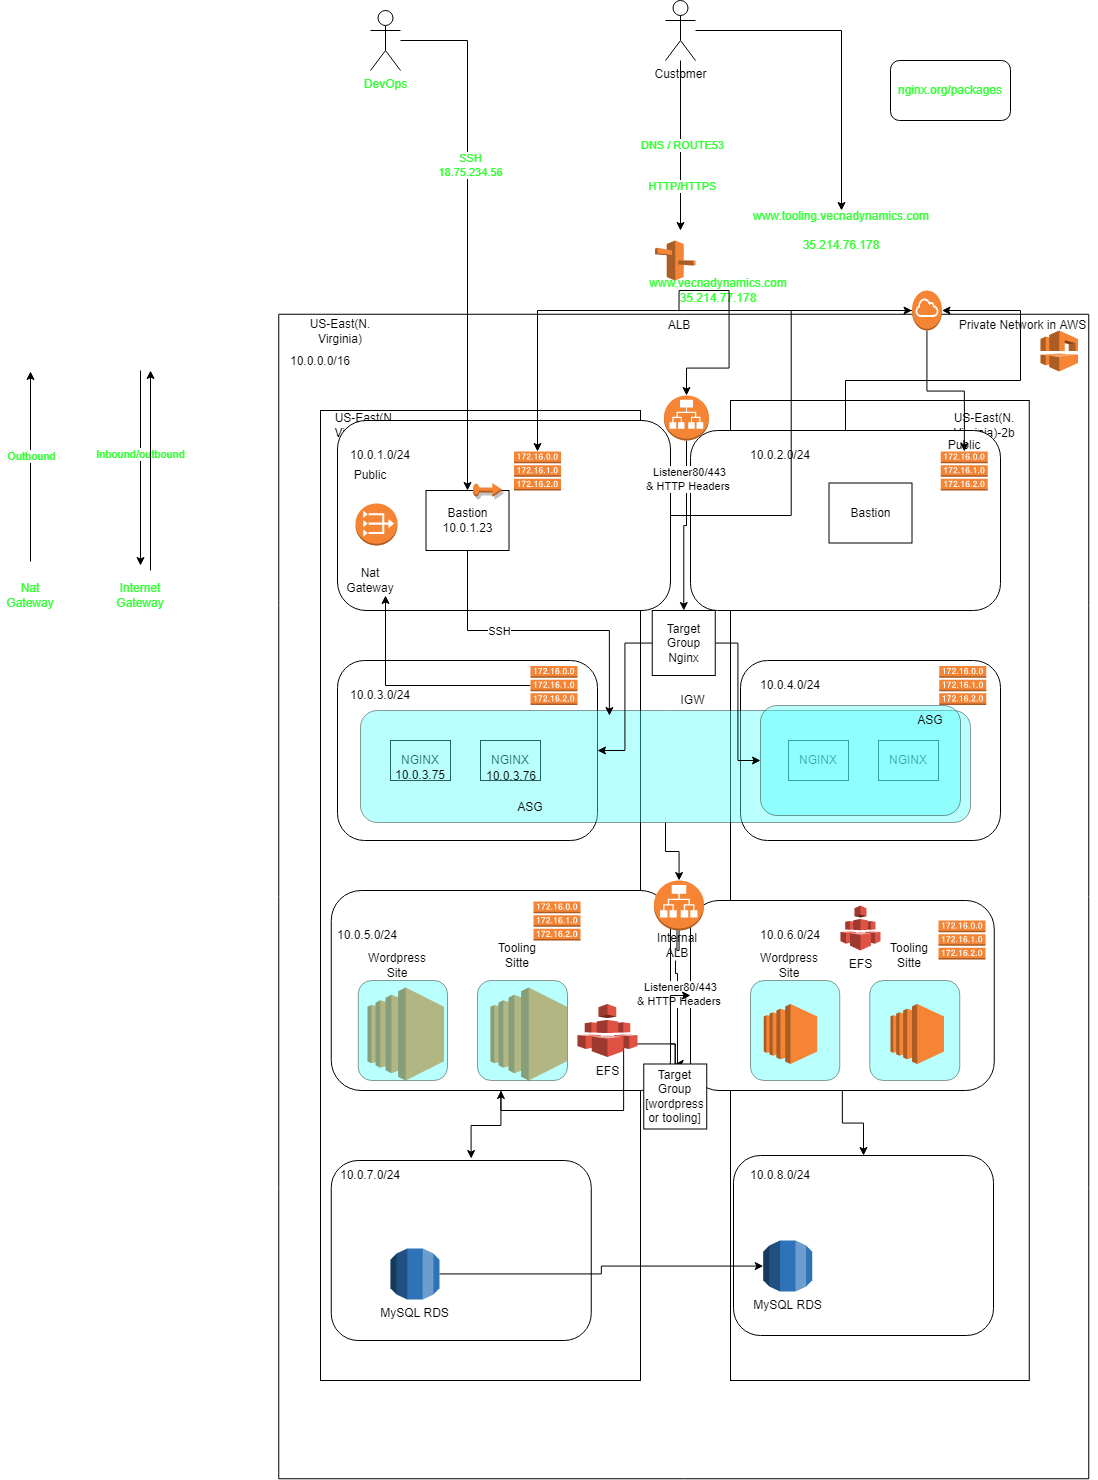 DevOps
Customer
nginx.org/packages
DNS / ROUTE53
SSH
18.75.234.56
HTTP/HTTPS
www.tooling.vecnadynamics.com
35.214.76.178
www.vecnadynamics.com
35.214.77.178
US-East(N.
Virginia)
ALB
Private Network in AWS
10.0.0.0/16
US-East(N.
US-East(N.
Virginia)-2b
Public
10.0.1.0/24
Public
172.16.0.0
172.16.1.0
172.16.2.0
10.0.2.0/24
172.16.0.0
172.16.1.0
172.16.2.0
Outbound
Inbound/outbound
Listener80/443
& HTTP Headers
Bastion
10.0.1.23
Bastion
Nat
Gateway
Nat
Gateway
Internet
Gateway
SSH
Target
Group
Nginx
172.16.0.0
172.16.1.0
172.16.2.0
10.0.3.0/24
IGW
10.0.4.0/24
172.16.0.0
172.16.1.0
172.16.2.0
ASG
NGINX
10.0.3.75
NGINX
10.0.3.76
NGINX
NGINX
ASG
172.16.0.0
172.16.1.0
172.16.2.0
10.0.5.0/24
Internal
ALB
10.0.6.0/24
172.16.0.0
172.16.1.0
172.16.2.0
Wordpress
Site
Tooling
Sitte
Wordpress
Site
EFS
Tooling
Sitte
Listener80/443
& HTTP Headers
EFS
Target
Group
[wordpress
or tooling]
10.0.7.0/24
10.0.8.0/24
MySQL RDS
MySQL RDS